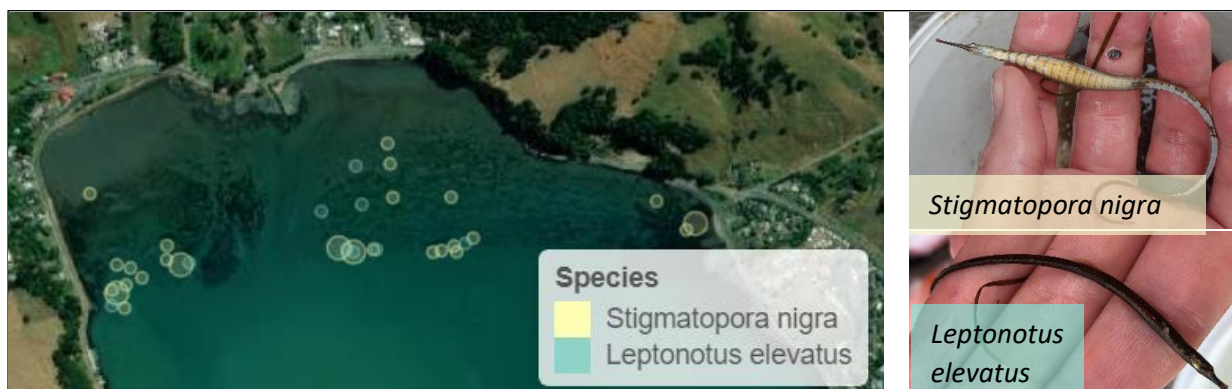 Species
Stigmatopora nigra
Leptonotus elevatus
Stigmatopora nigra
Leptonotus
elevatus